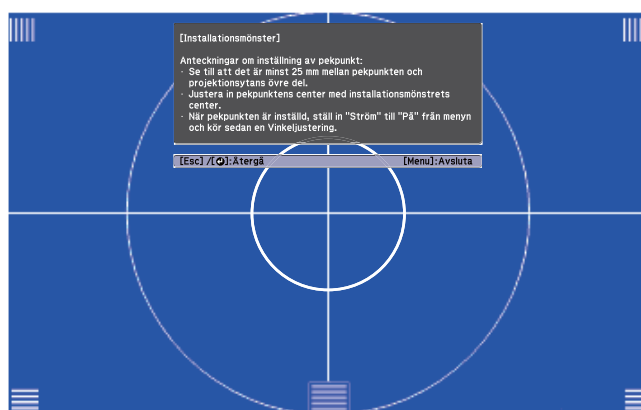 [Installationsmönster]
Anteckningar om inställning av pekpunkt:
· Se till att det är minst 25 mm mellan pekpunkten och
projektionsytans övre del.
· Justera in pekpunktens center med installationsmönstrets
center.
· När pekpunkten är installd, ställ in "Ström" till "På" från menyn
och kör sedan en Vinkeljustering.
[Esc] /[⏎]:Återgå [Menu]:Avsluta